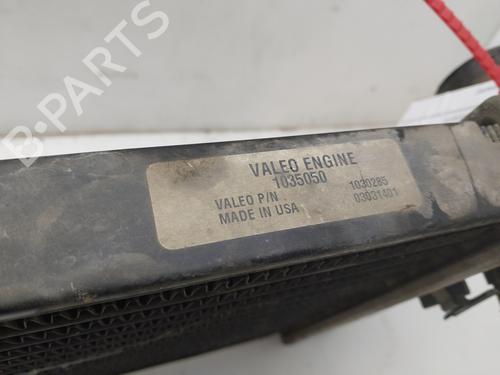 VALEO ENGINE
1035050
VALEO P/N 1030285
MADE IN USA 03031401
B PARTS